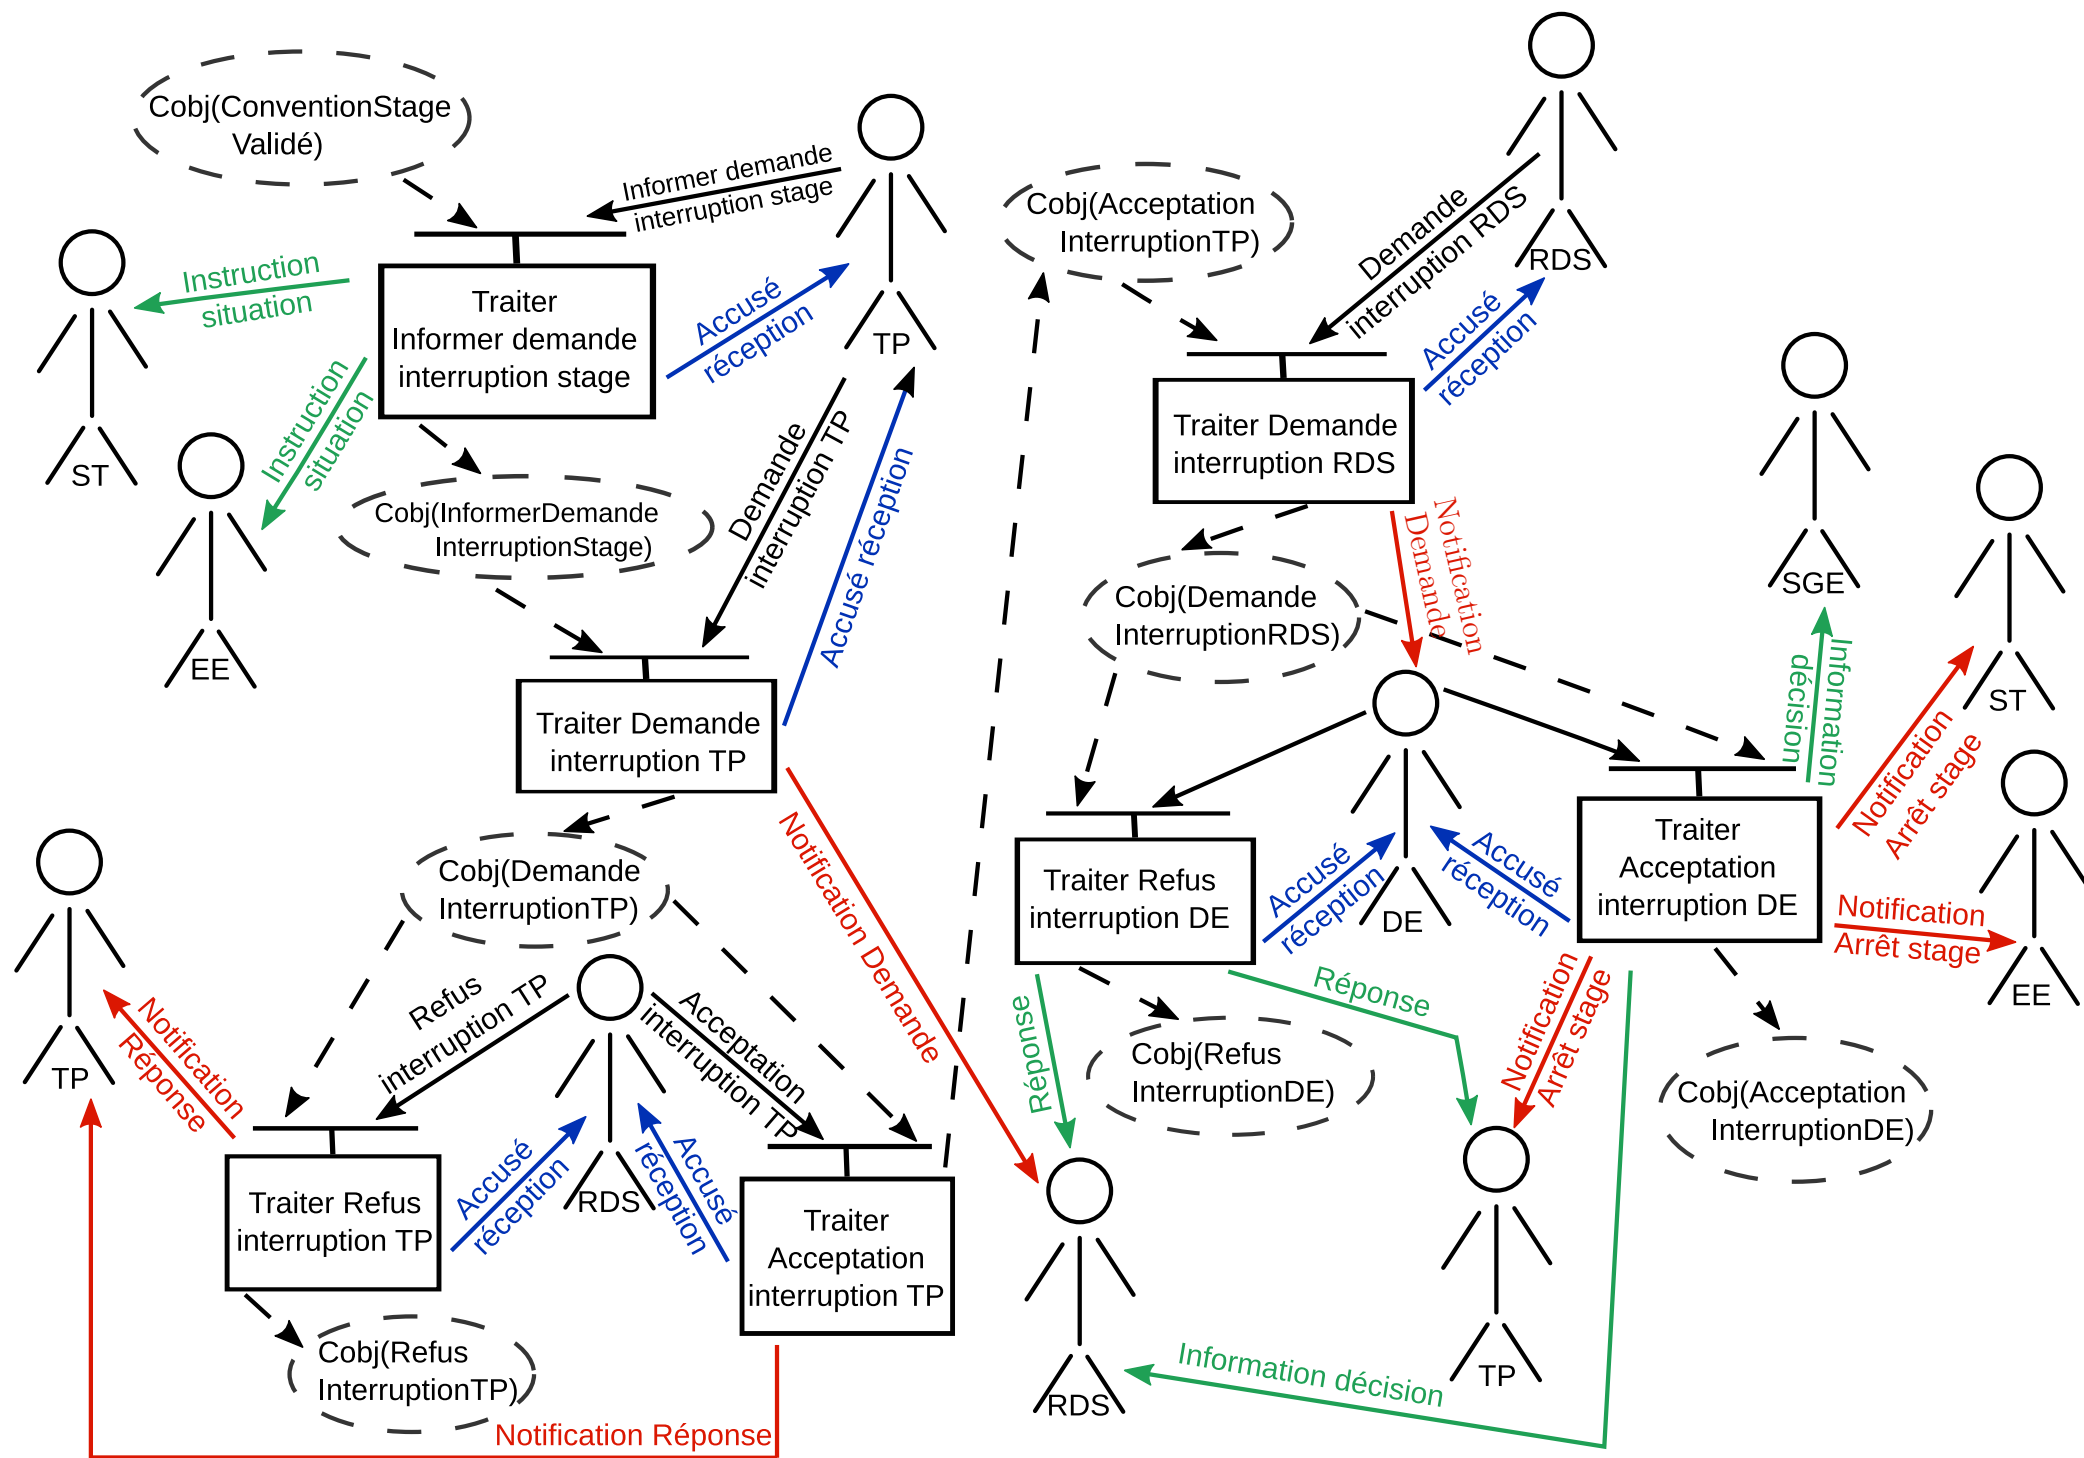 Cobj(ConventionStage
Validé)
Informer demande
interruption stage
TP
Instruction
situation
ST
Traiter
Informer demande
interruption stage
Accusé
réception
Instruction
situation
EE
Cobj(InformerDemande
InterruptionStage)
Demande
interruption TP
Accusé réception
Traiter Demande
interruption TP
Cobj(Demande
InterruptionTP)
Notification Demande
TP
Notification
Réponse
Refus
interruption TP
Acceptation
interruption TP
RDS
Traiter Refus
interruption TP
Accusé
réception
Accusé
réception
Traiter
Acceptation
interruption TP
Cobj(Refus
InterruptionTP)
Notification Réponse
Cobj(Acceptation
InterruptionTP)
Demande
interruption RDS
RDS
Accusé
réception
Traiter Demande
interruption RDS
Notification
Demande
Cobj(Demande
InterruptionRDS)
SGE
Information
décision
ST
Notification
Arrêt stage
Traiter Refus
interruption DE
Accusé
réception
DE
Accusé
réception
Traiter
Acceptation
interruption DE
Notification
Arrêt stage
EE
Réponse
Réponse
Cobj(Refus
InterruptionDE)
Notification
Arrêt stage
Cobj(Acceptation
InterruptionDE)
RDS
Information décision
TP